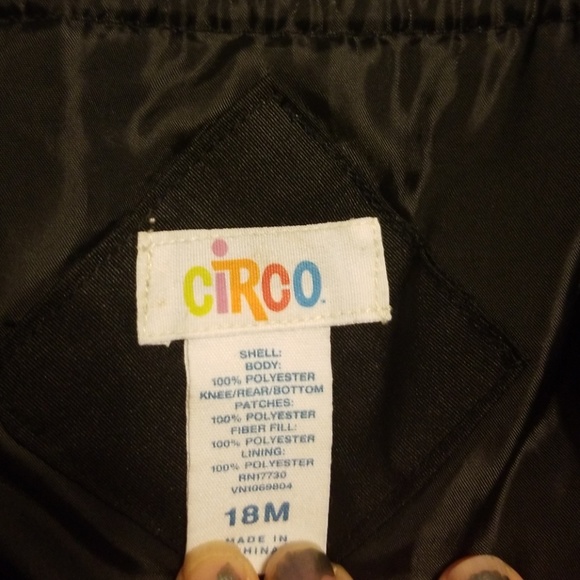 CiRCO
SHELL:
BODY:
100% POLYESTER
KNEE/REAR/BOTTOM
PATCHES:
100% POLYESTER
FIBER FILL:
100% POLYESTER
LINING:
100% POLYESTER
RN17730
VN1069804
18M
MADE IN
CHINA